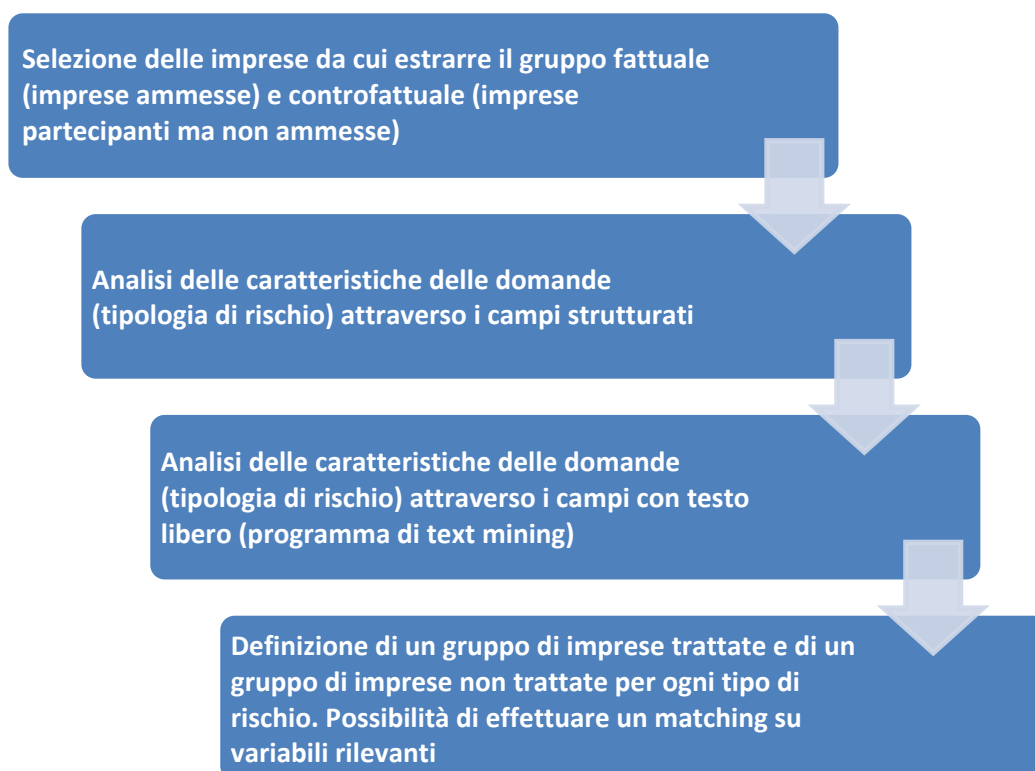 Selezione delle imprese da cui estrarre il gruppo fattuale
(imprese ammesse) e controfattuale (imprese
partecipanti ma non ammesse)
Analisi delle caratteristiche delle domande
(tipologia di rischio) attraverso i campi strutturati
Analisi delle caratteristiche delle domande
(tipologia di rischio) attraverso i campi con testo
libero (programma di text mining)
Definizione di un gruppo di imprese trattate e di un
gruppo di imprese non trattate per ogni tipo di
rischio. Possibilità di effettuare un matching su
variabili rilevanti